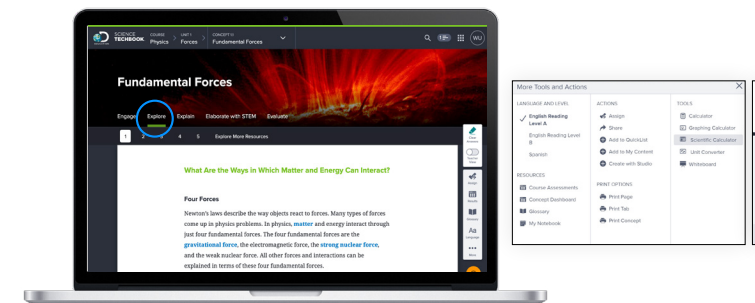 SCIENCE TECHBOOK
COURSE
Physics
UNIT I
Forces
Fundamental Forces
WU
Fundamental Forces
Engage
Explore
Explain
Elaborate with STEM
Evaluate
1 2 3 4 5 Explore More Resources
What Are the Ways in Which Matter and Energy Can Interact?
Four Forces
Newton's laws describe the way objects react to forces. Many types of forces
come up in physics problems. In physics, matter and energy interact through
just four fundamental forces. The four fundamental forces are the
gravitational force, the electromagnetic force, the strong nuclear force,
and the weak nuclear force. All other forces and interactions can be
explained in terms of these four fundamental forces.
Assign
Aa
More Tools and Actions
LANGUAGE AND LEVEL
English Reading
Level A
English Reading Level
B
Spanish
RESOURCES
Course Assessments
Concept Dashboard
Glossary
My Notebook
ACTIONS
Assign
Share
Add to QuickList
Add to My Content
Create with Studio
PRINT OPTIONS
Print Page
Print Tab
Print Concept
TOOLS
Calculator
Graphing Calculator
Scientific Calculator
Unit Converter
Whiteboard